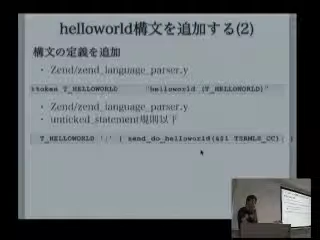 helloworld構文を追加する(2)
構文の定義を追加
・ Zend/zend_language_parser.y
%token T_HELLOWORLD "helloworld (T_HELLOWORLD)"
・ Zend/zend_language_parser.y
・ unticked_statement規則以下
| T_HELLOWORLD ';' { zend_do_helloworld(&$1 TSRMLS_CC); }